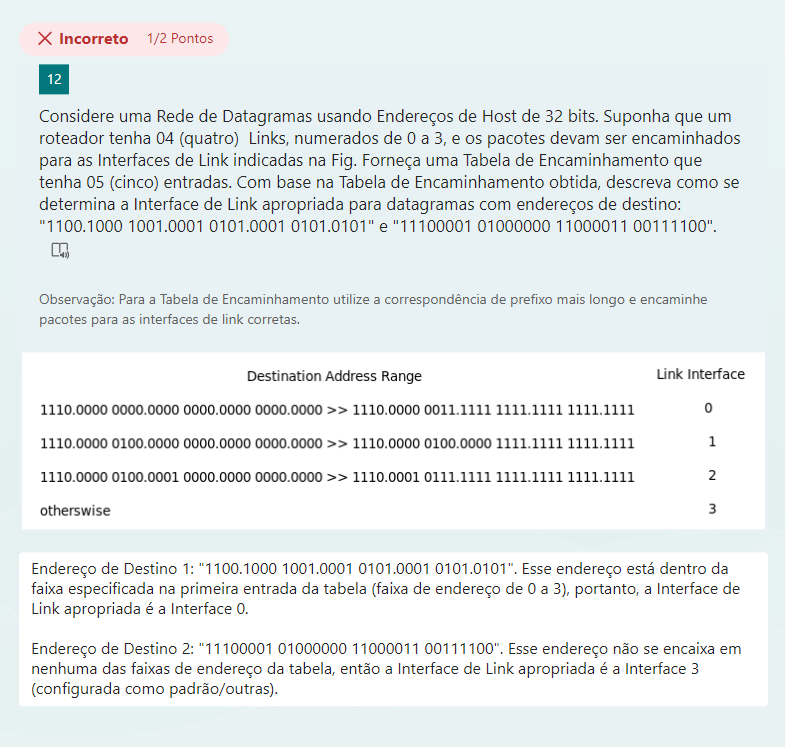 Incorreto 1/2 Pontos
12
Considere uma Rede de Datagramas usando Endereços de Host de 32 bits. Suponha que um
roteador tenha 04 (quatro) Links, numerados de 0 a 3, e os pacotes devam ser encaminhados
para as Interfaces de Link indicadas na Fig. Forneça uma Tabela de Encaminhamento que
tenha 05 (cinco) entradas. Com base na Tabela de Encaminhamento obtida, descreva como se
determina a Interface de Link apropriada para datagramas com endereços de destino:
"1100.1000 1001.0001 0101.0001 0101.0101" e "11100001 01000000 11000011 00111100".
Observação: Para a Tabela de Encaminhamento utilize a correspondência de prefixo mais longo e encaminhe
pacotes para as interfaces de link corretas.
Destination Address Range Link Interface
1110.0000 0000.0000 0000.0000 0000.0000 >> 1110.0000 0011.1111 1111.1111 1111.1111 0
1110.0000 0100.0000 0000.0000 0000.0000 >> 1110.0000 0100.0000 1111.1111 1111.1111 1
1110.0000 0100.0001 0000.0000 0000.0000 >> 1110.0001 0111.1111 1111.1111 1111.1111 2
otherwise 3
Endereço de Destino 1: "1100.1000 1001.0001 0101.0001 0101.0101". Esse endereço está dentro da
faixa especificada na primeira entrada da tabela (faixa de endereço de 0 a 3), portanto, a Interface de
Link apropriada é a Interface 0.
Endereço de Destino 2: "11100001 01000000 11000011 00111100". Esse endereço não se encaixa em
nenhuma das faixas de endereço da tabela, então a Interface de Link apropriada é a Interface 3
(configurada como padrão/outras).